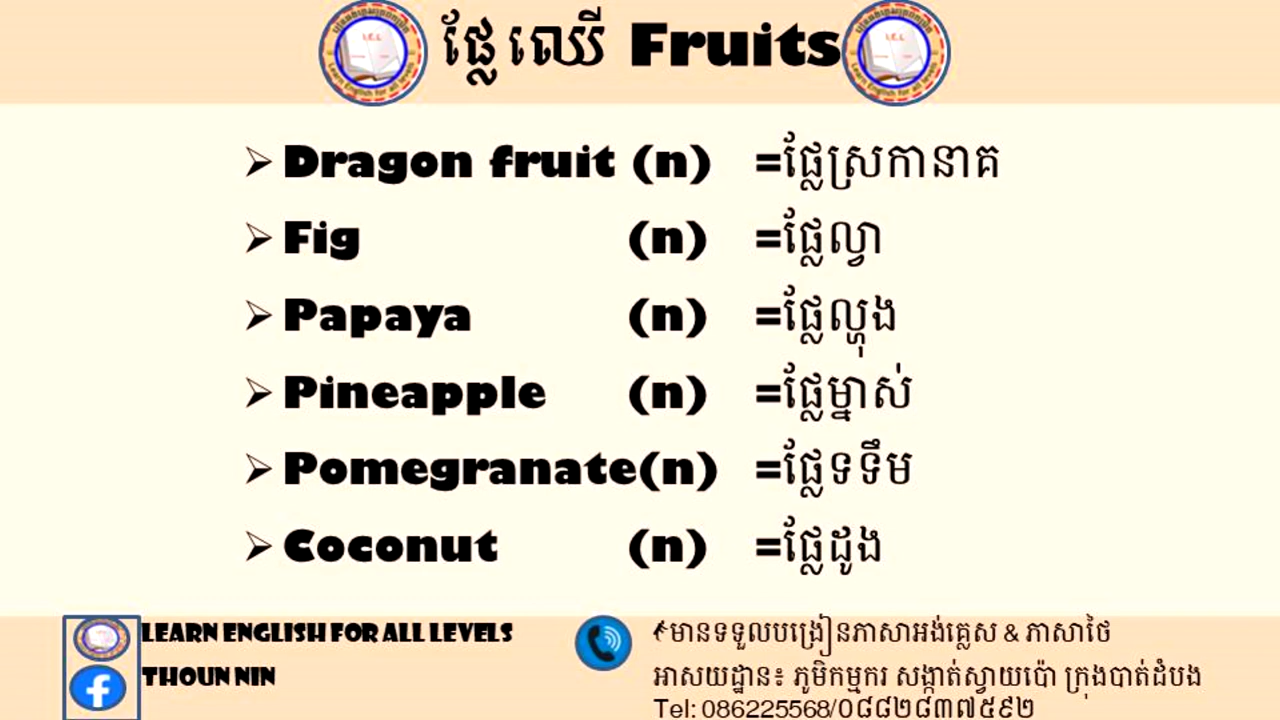 ផ្លែឈើ Fruits
➢ Dragon fruit (n) =ផ្លែស្រកានាគ
➢ Fig (n) =ផ្លែល្វា
➢ Papaya (n) =ផ្លែល្ហុង
➢ Pineapple (n) =ផ្លែម្នាស់
➢ Pomegranate(n) =ផ្លែទទឹម
➢ Coconut (n) =ផ្លែដូង
LEARN ENGLISH FOR ALL LEVELS
THOUN NIN
មានទទួលបង្រៀនភាសាអង់គ្លេស & ភាសាថៃ
អាសយដ្ឋាន៖ ភូមិកម្មករ សង្កាត់ស្វាយប៉ោ ក្រុងបាត់ដំបង
Tel: 086225568/០៨៨២៨៣៧៥៩២